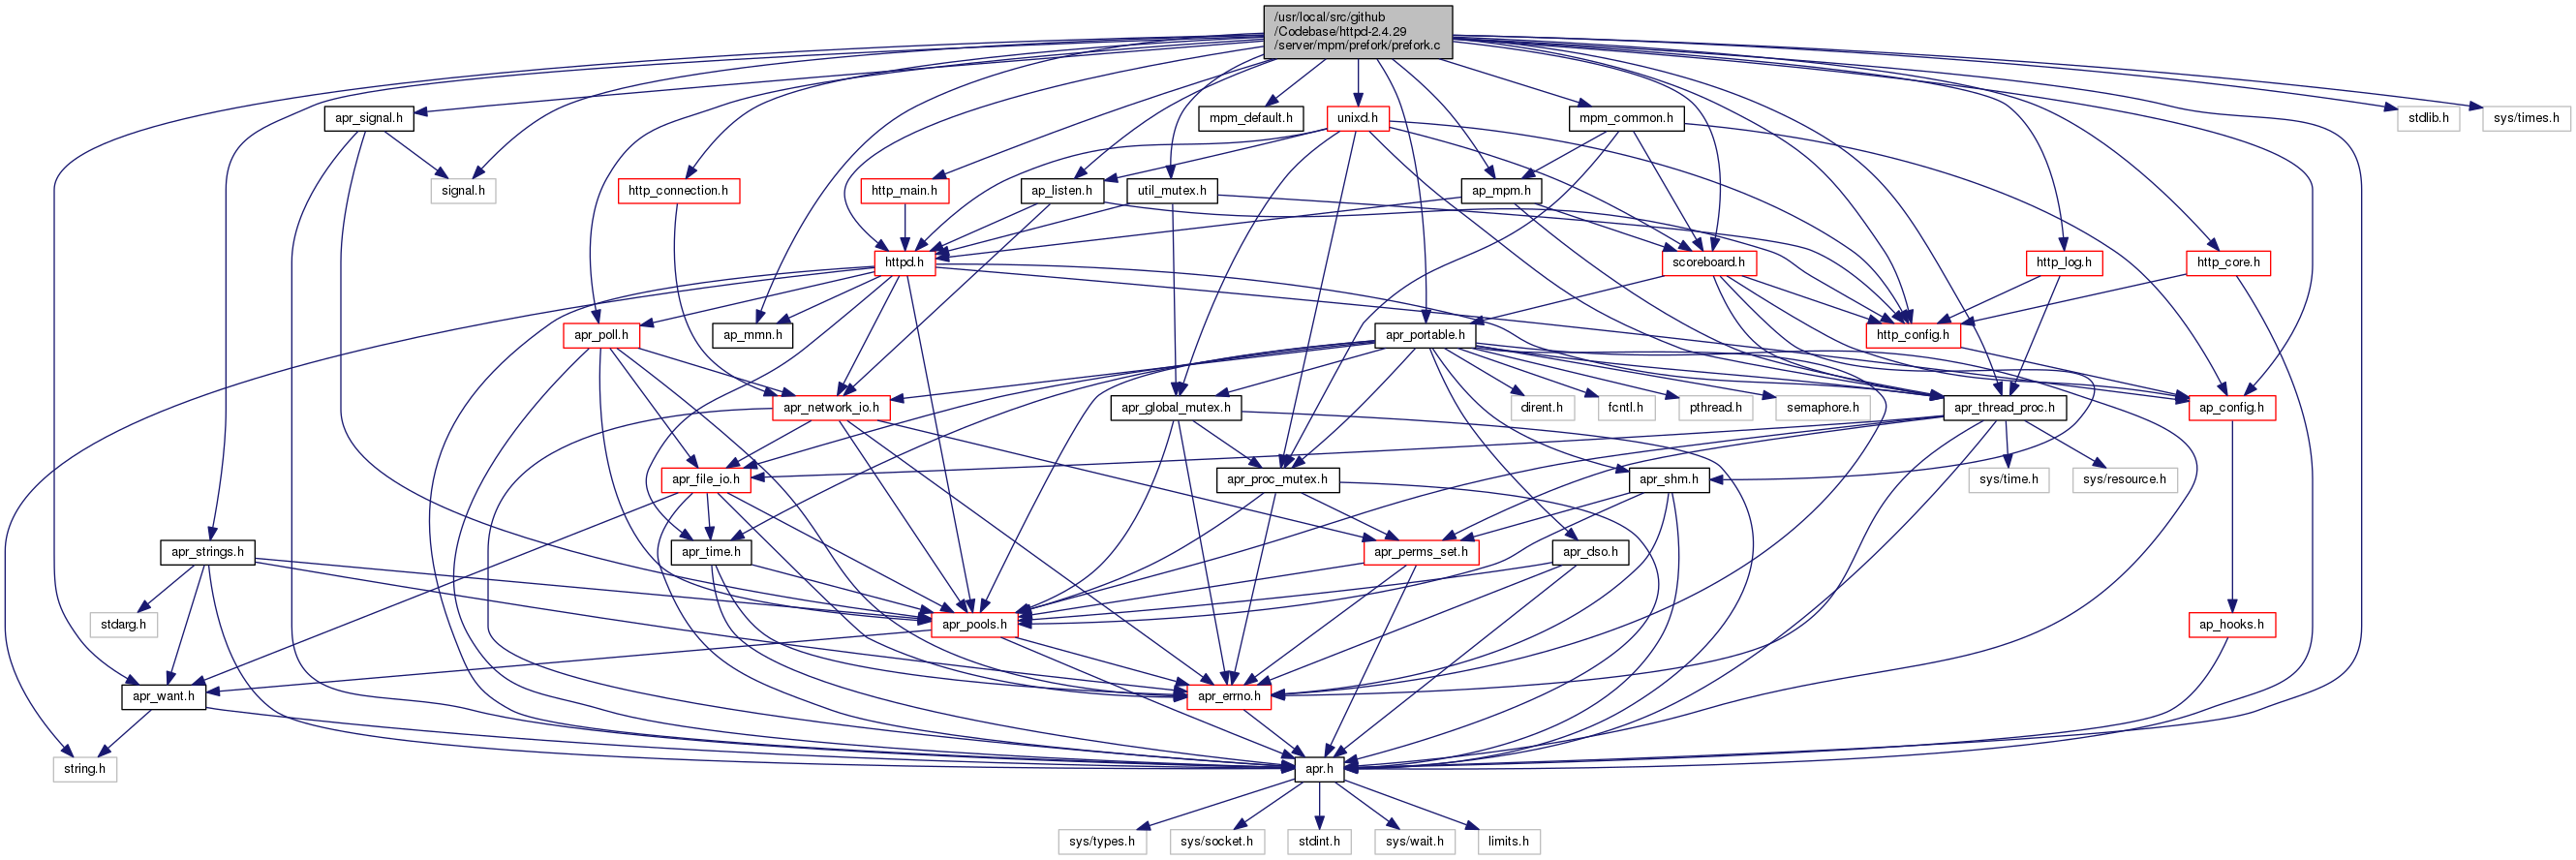 /usr/local/src/github
/Codebase/httpd-2.4.29
/server/mpm/prefork/prefork.c
apr_signal.h
mpm_default.h
unixd.h
mpm_common.h
stdlib.h
sys/times.h
signal.h
http_connection.h
http_main.h
ap_listen.h
util_mutex.h
ap_mpm.h
httpd.h
scoreboard.h
http_log.h
http_core.h
apr_poll.h
ap_mmn.h
apr_portable.h
http_config.h
apr_network_io.h
apr_global_mutex.h
dirent.h
fcntl.h
pthread.h
semaphore.h
apr_thread_proc.h
ap_config.h
apr_file_io.h
apr_proc_mutex.h
apr_shm.h
sys/time.h
sys/resource.h
apr_strings.h
apr_time.h
apr_perms_set.h
apr_dso.h
stdarg.h
apr_pools.h
ap_hooks.h
apr_want.h
apr_errno.h
string.h
apr.h
sys/types.h
sys/socket.h
stdint.h
sys/wait.h
limits.h